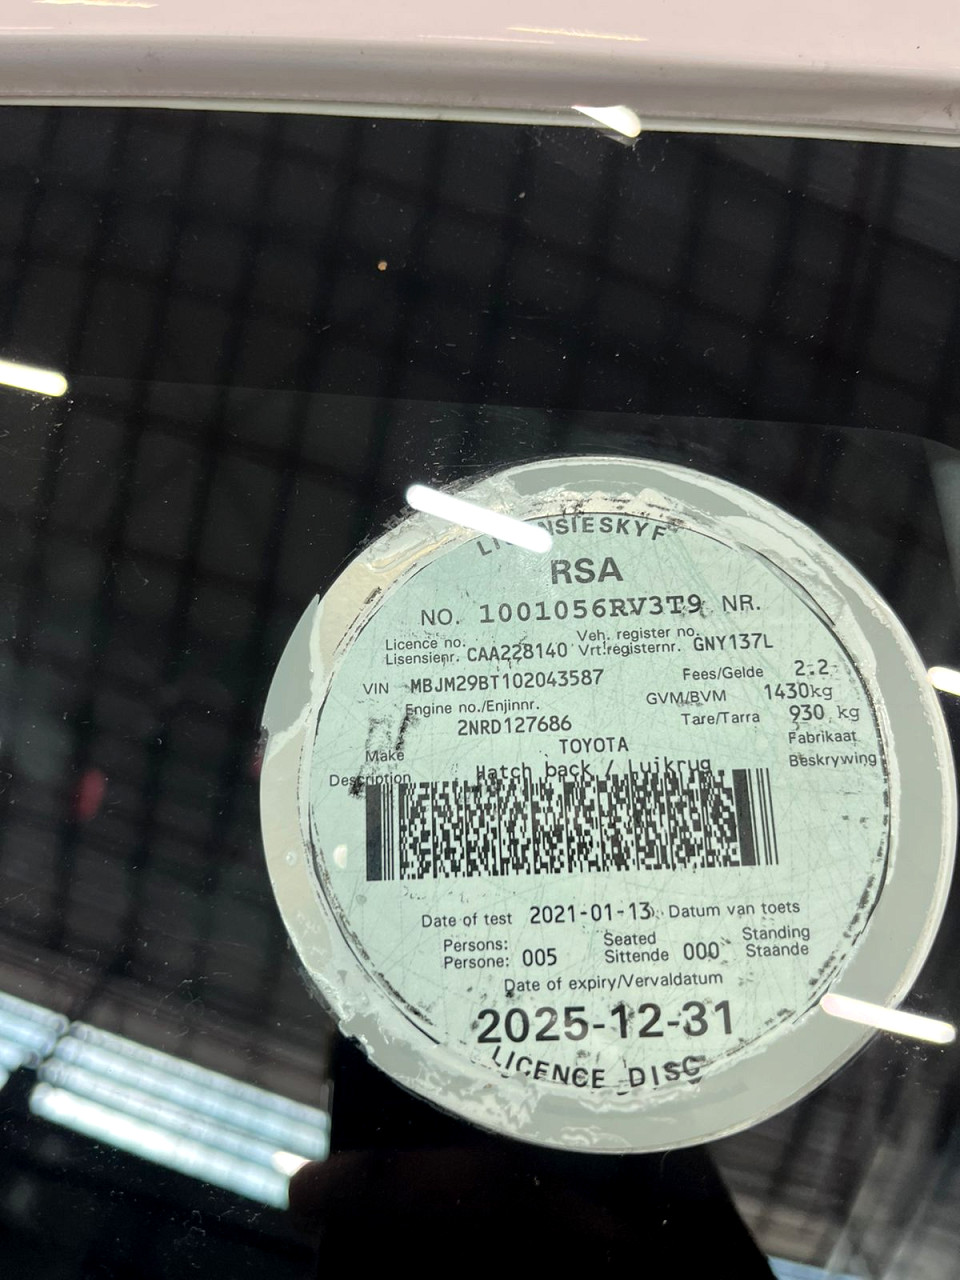 LISENSIESKYF
RSA
NO. 1001056RV3T9 NR.
Licence no. CAA228140 Veh. register no. GNY137L
Lisensienr. Vrt.registernr.
VIN MBJM29BT102043587 Fees/Gelde
Engine no./Enjinnr. GVM/BVM 1430kg
2NRD127686 Tare/Tarra 930 kg
Make TOYOTA Fabrikaat
Description Hatch back / Luikrug Beskrywing
Date of test 2021-01-13 Datum van toets
Persons: Seated Standing
Persone: 005 Sittende 000 Staande
Date of expiry/Vervaldatum
2025-12-31
LICENCE DISC